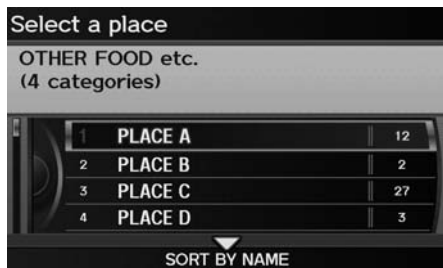 Select a place
OTHER FOOD etc.
(4 categories)
1 PLACE A 12
2 PLACE B 2
3 PLACE C 27
4 PLACE D 3
SORT BY NAME